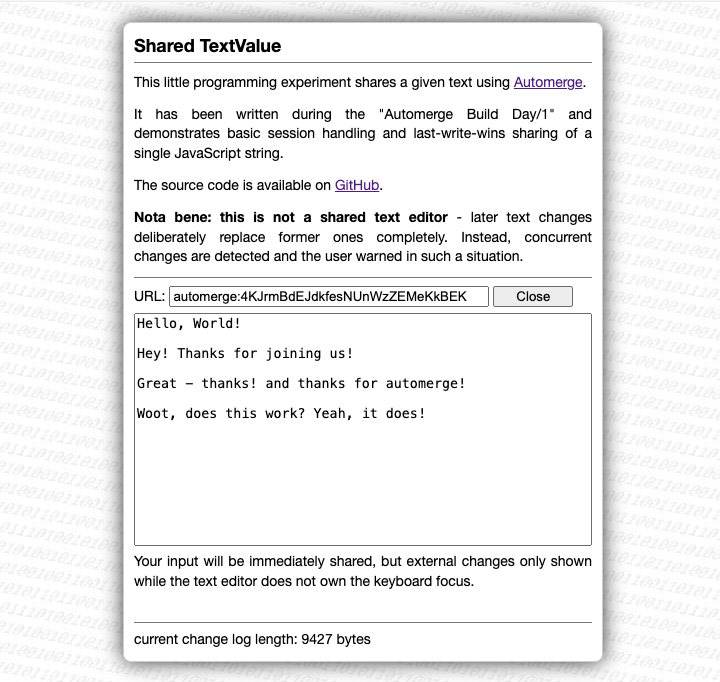 Shared TextValue
This little programming experiment shares a given text using Automerge.
It has been written during the "Automerge Build Day/1" and
demonstrates basic session handling and last-write-wins sharing of a
single JavaScript string.
The source code is available on GitHub.
Nota bene: this is not a shared text editor - later text changes
deliberately replace former ones completely. Instead, concurrent
changes are detected and the user warned in such a situation.
URL: automerge:4KJrmBdEJdkfesNUnWzZEMeKkBEK Close
Hello, World!
Hey! Thanks for joining us!
Great – thanks! and thanks for automerge!
Woot, does this work? Yeah, it does!
Your input will be immediately shared, but external changes only shown
while the text editor does not own the keyboard focus.
current change log length: 9427 bytes